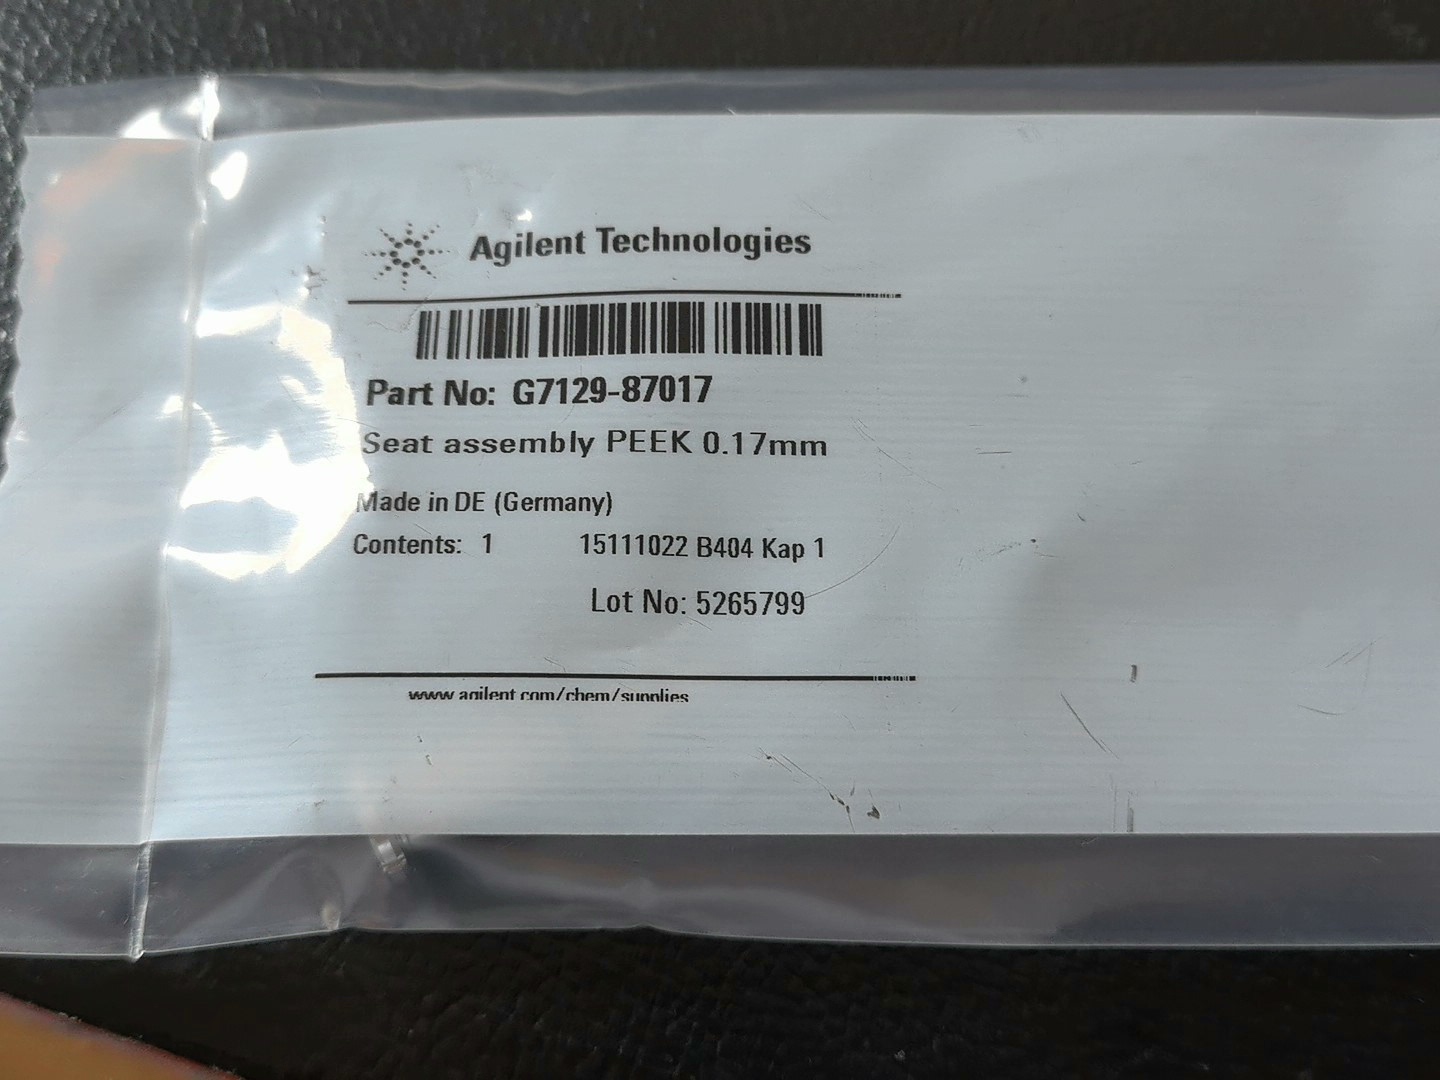 Agilent Technologies
Part No: G7129-87017
Seat assembly PEEK 0.17mm
Made in DE (Germany)
Contents: 1 15111022 B404 Kap 1
Lot No: 5265799
www.agilent.com/chem/supplies